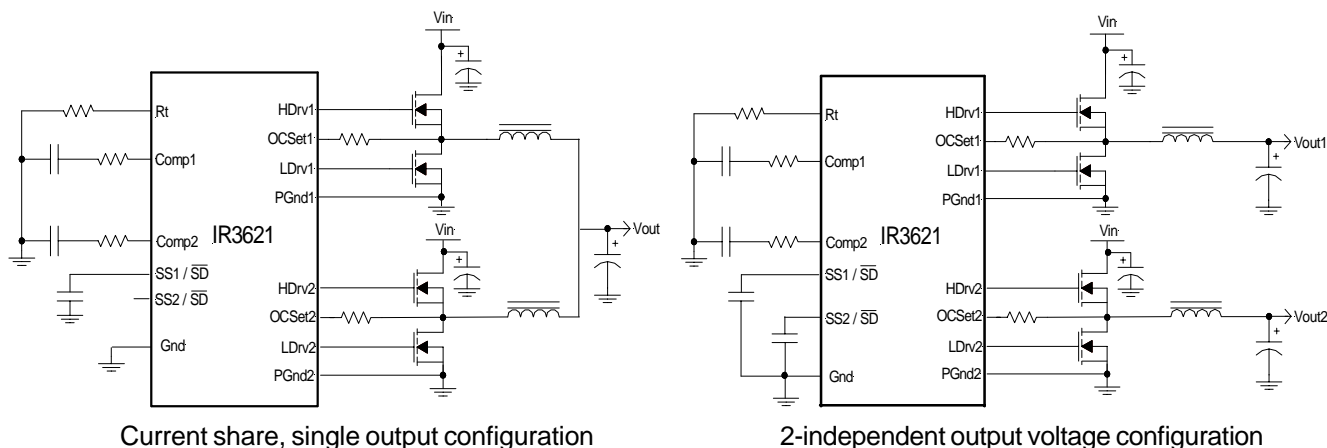 Vin
+
Rt
HDrv1
OCSet1
Comp1
LDrv1
PGnd1
Comp2
IR3621
Vin
Vout
+
+
SS1 / SD
SS2 / SD
HDrv2
OCSet2
Gnd
LDrv2
PGnd2
Current share, single output configuration
Vin
+
Rt
HDrv1
OCSet1
Vout1
Comp1
LDrv1
+
PGnd1
Comp2
IR3621
Vin
SS1 / SD
+
HDrv2
SS2 / SD
OCSet2
Vout2
LDrv2
+
Gnd
PGnd2
2-independent output voltage configuration